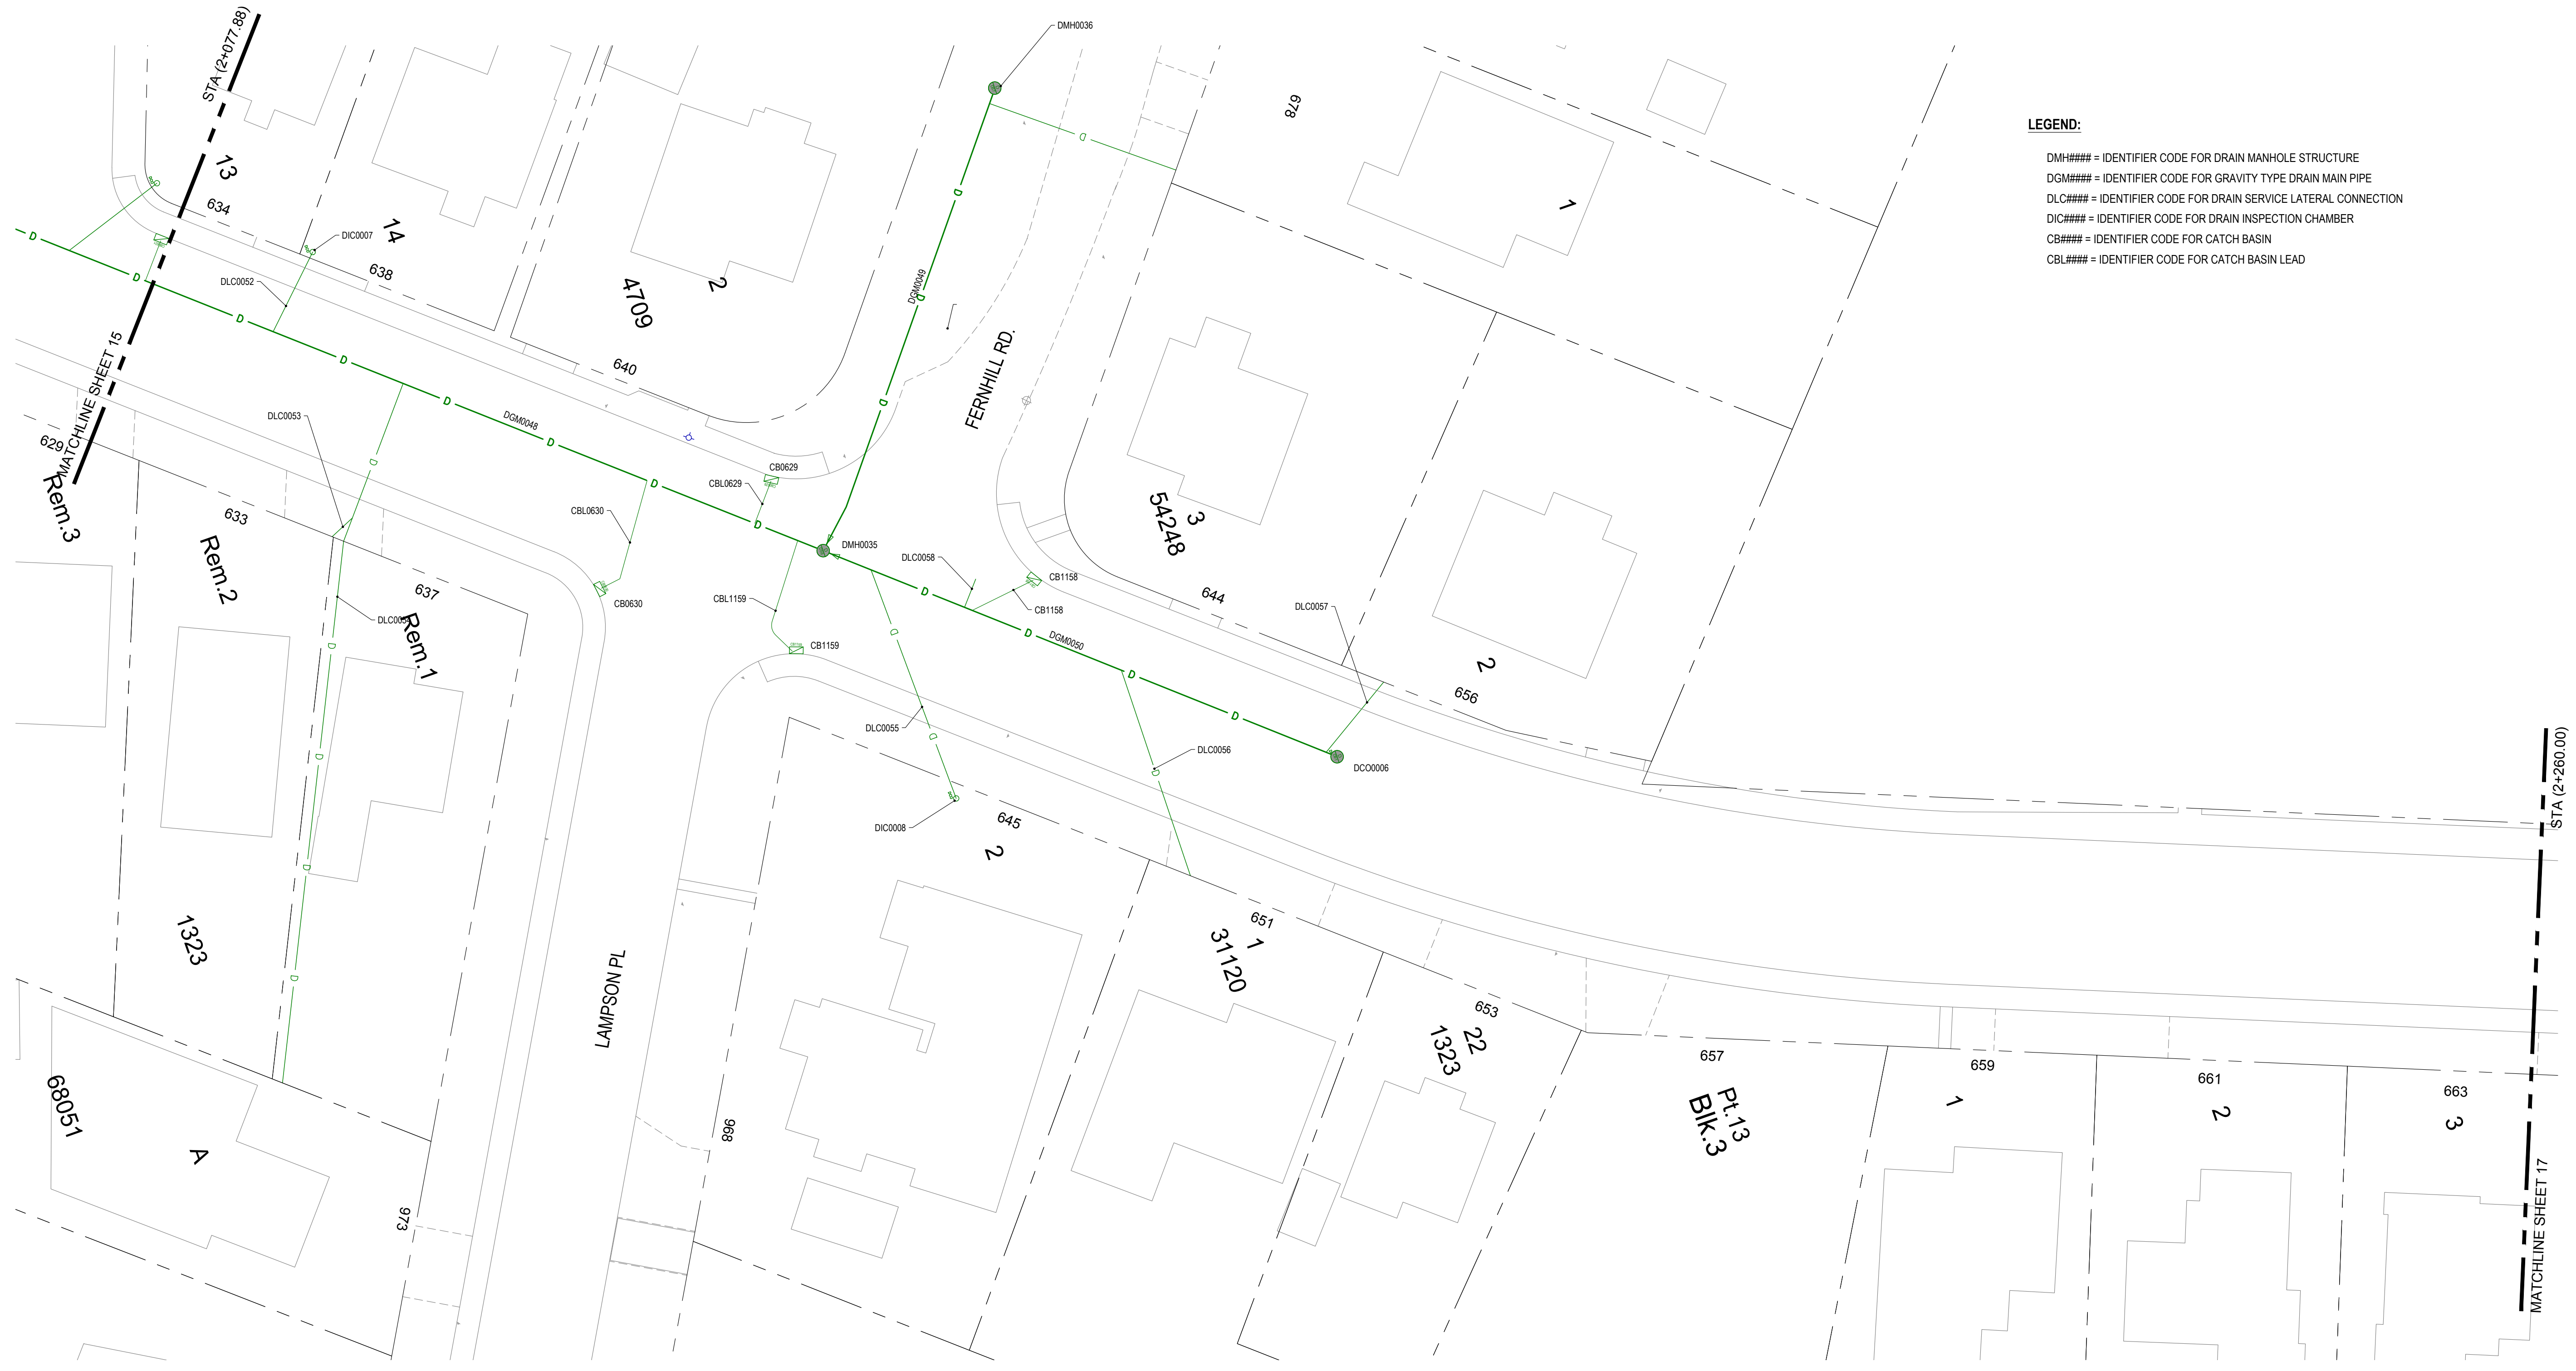 STA (2+077.88)
MATCHLINE SHEET 15
DMH0036
LEGEND:
DMH#### = IDENTIFIER CODE FOR DRAIN MANHOLE STRUCTURE
DGM#### = IDENTIFIER CODE FOR GRAVITY TYPE DRAIN MAIN PIPE
DLC#### = IDENTIFIER CODE FOR DRAIN SERVICE LATERAL CONNECTION
DIC#### = IDENTIFIER CODE FOR DRAIN INSPECTION CHAMBER
CB#### = IDENTIFIER CODE FOR CATCH BASIN
CBL#### = IDENTIFIER CODE FOR CATCH BASIN LEAD
13
634
14
638
DIC0007
DLC0052
4709
2
640
DGM0049
FERNHILL RD.
678
1
DLC0053
DGM0048
629
Rem.3
633
Rem.2
637
Rem.1
CB0629
CBL0629
CBL0630
CB0630
DMH0035
DLC0058
CB1158
CB1158
CBL1159
CB1159
3
54248
644
DLC0057
2
656
DGM0050
DLC0055
DLC0056
DCO0006
DIC0008
645
2
651
1
31120
653
22
1323
657
Pt.13
Blk.3
659
1
661
2
663
3
1323
68051
A
973
LAMPSON PL
968
STA (2+260.00)
MATCHLINE SHEET 17
D D D D D D D D D D D D D D D D D D D D D D D D D